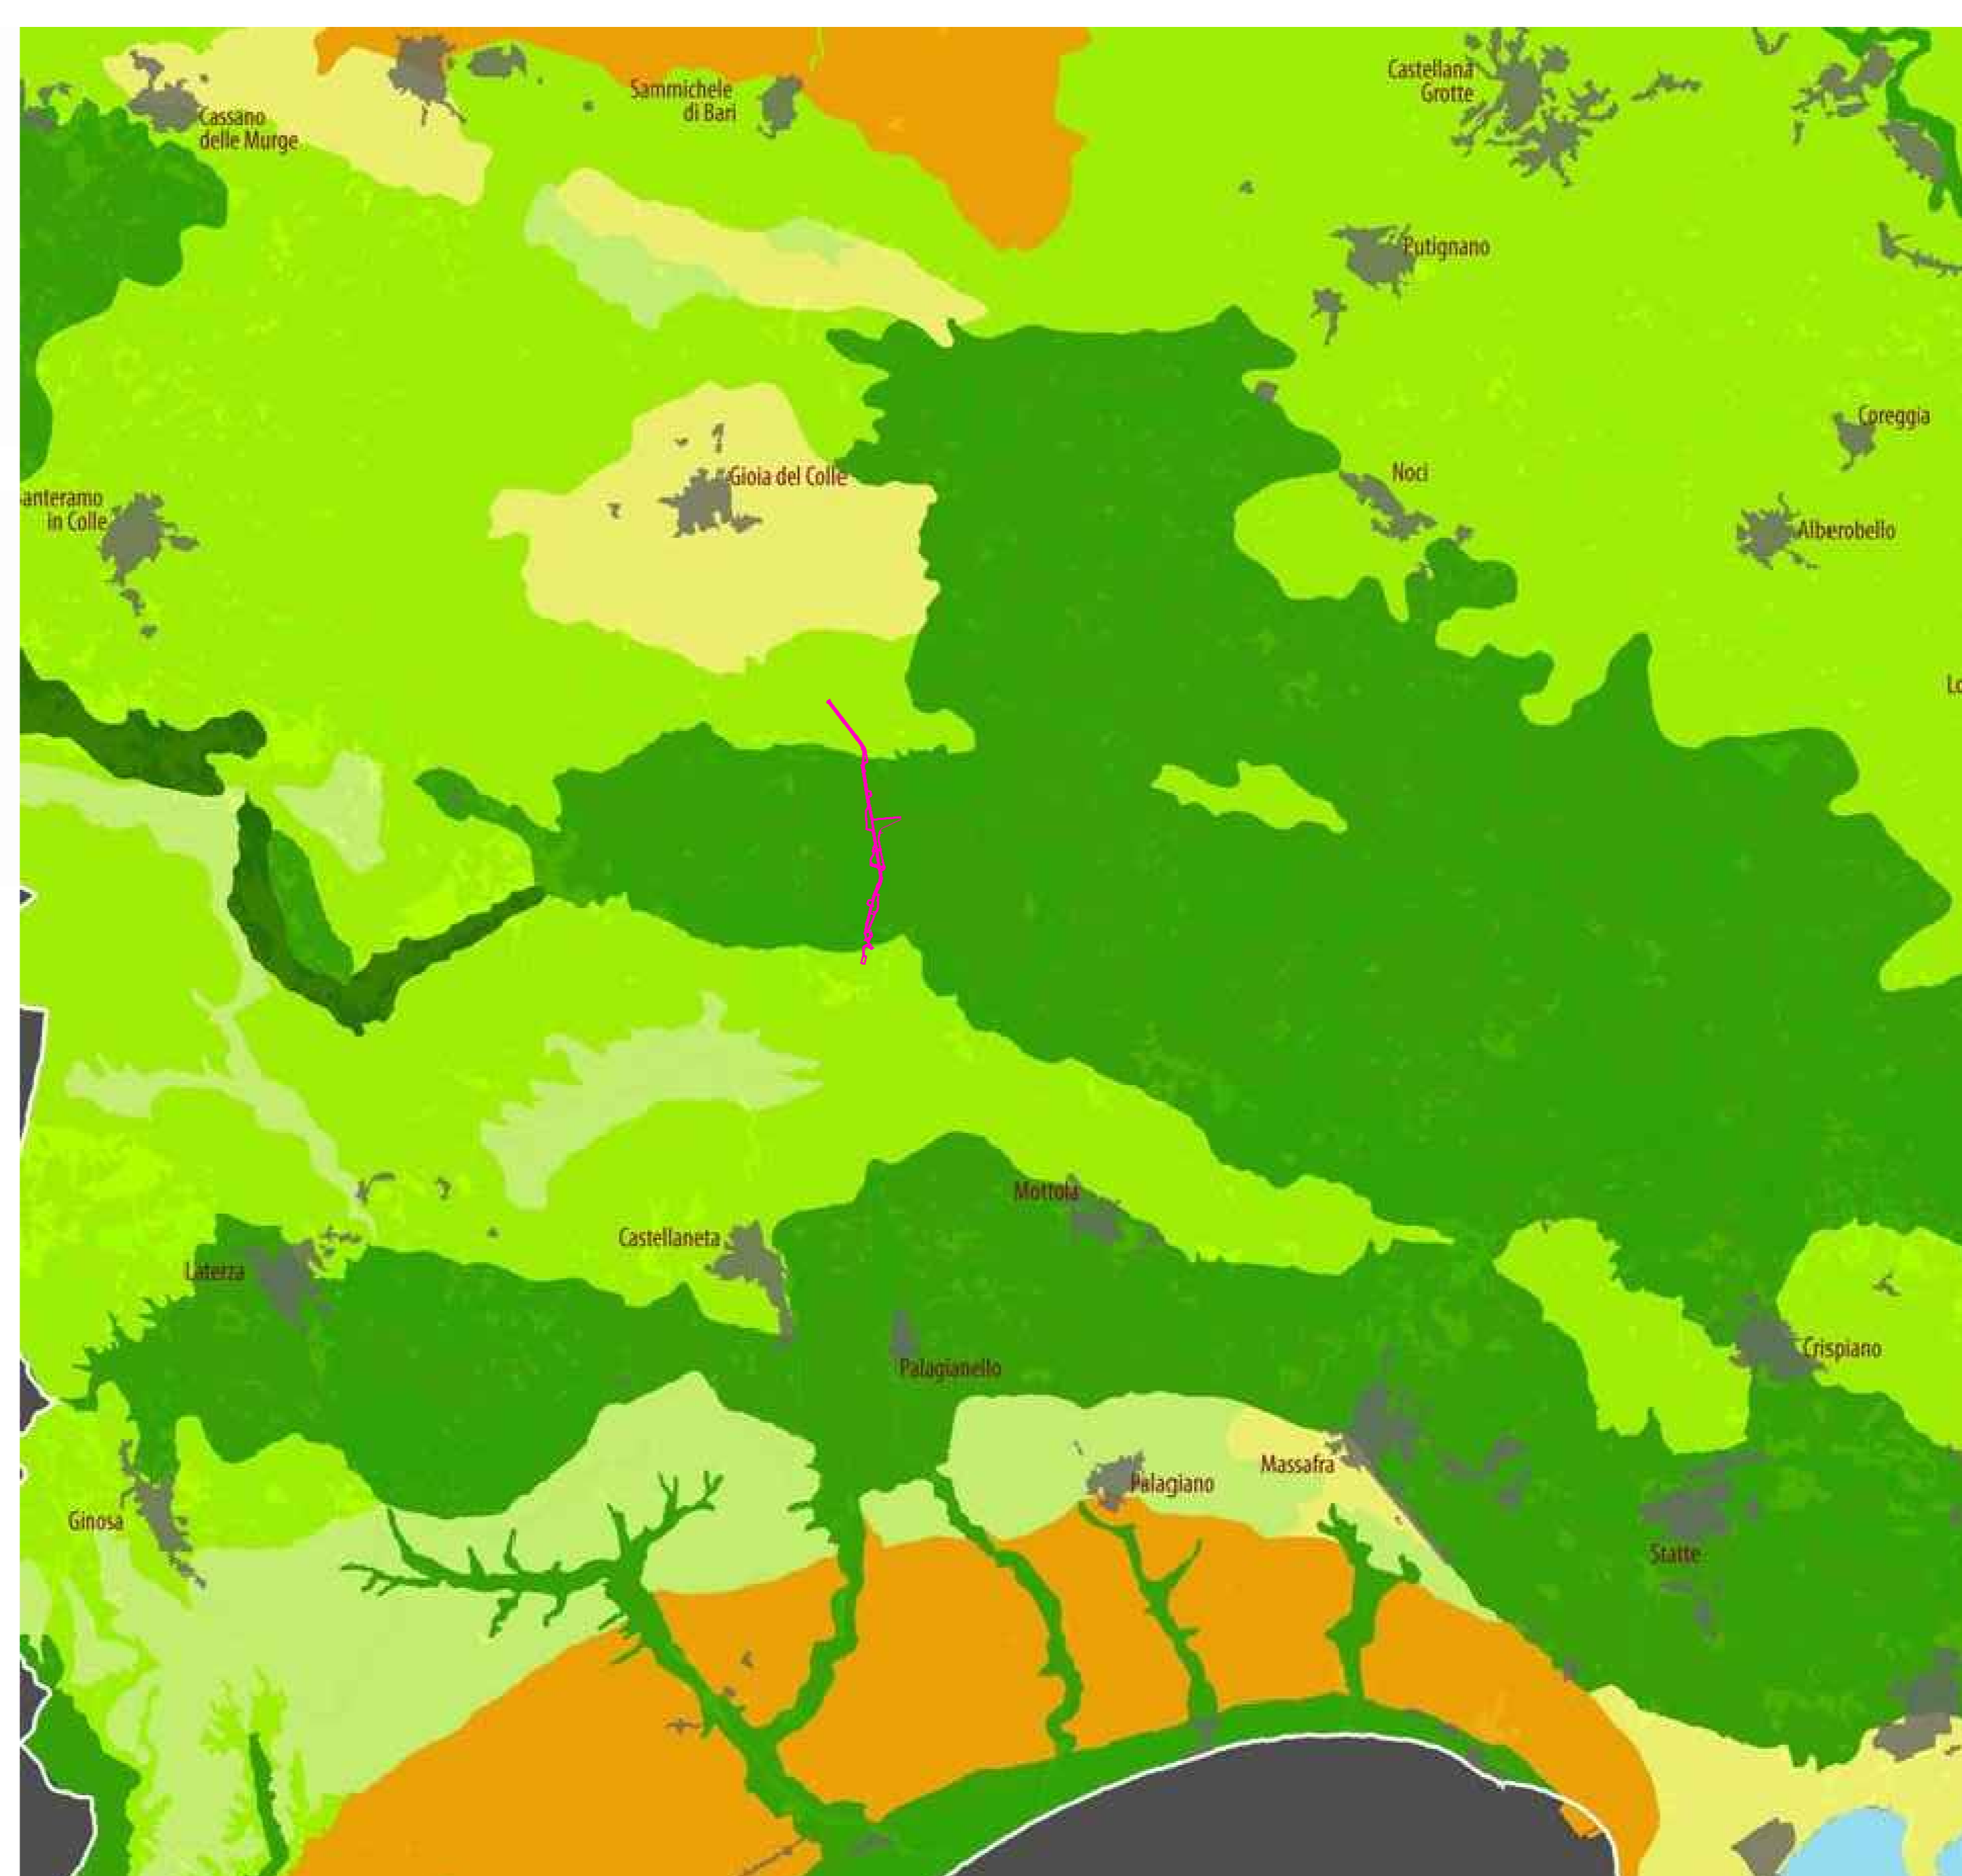 Castellana
Grotte
Sammichele
di Bari
Cassano
delle Murge
Putignano
Coreggia
Noci
Gioia del Colle
anteramo
in Colle
Alberobello
Lo
Mottola
Castellaneta
Laterza
Crispiano
Palagianello
Massafra
Palagiano
Ginosa
Statte